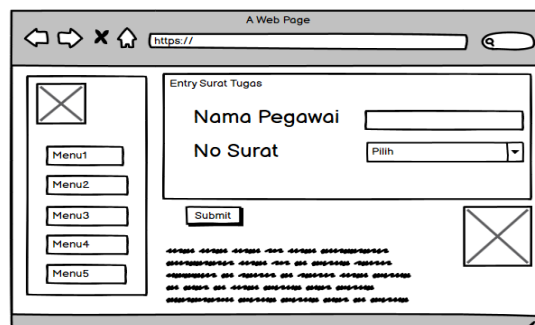 A Web Page
https://
Entry Surat Tugas
Nama Pegawai
No Surat
Pilih
Menu1
Menu2
Menu3
Menu4
Menu5
Submit